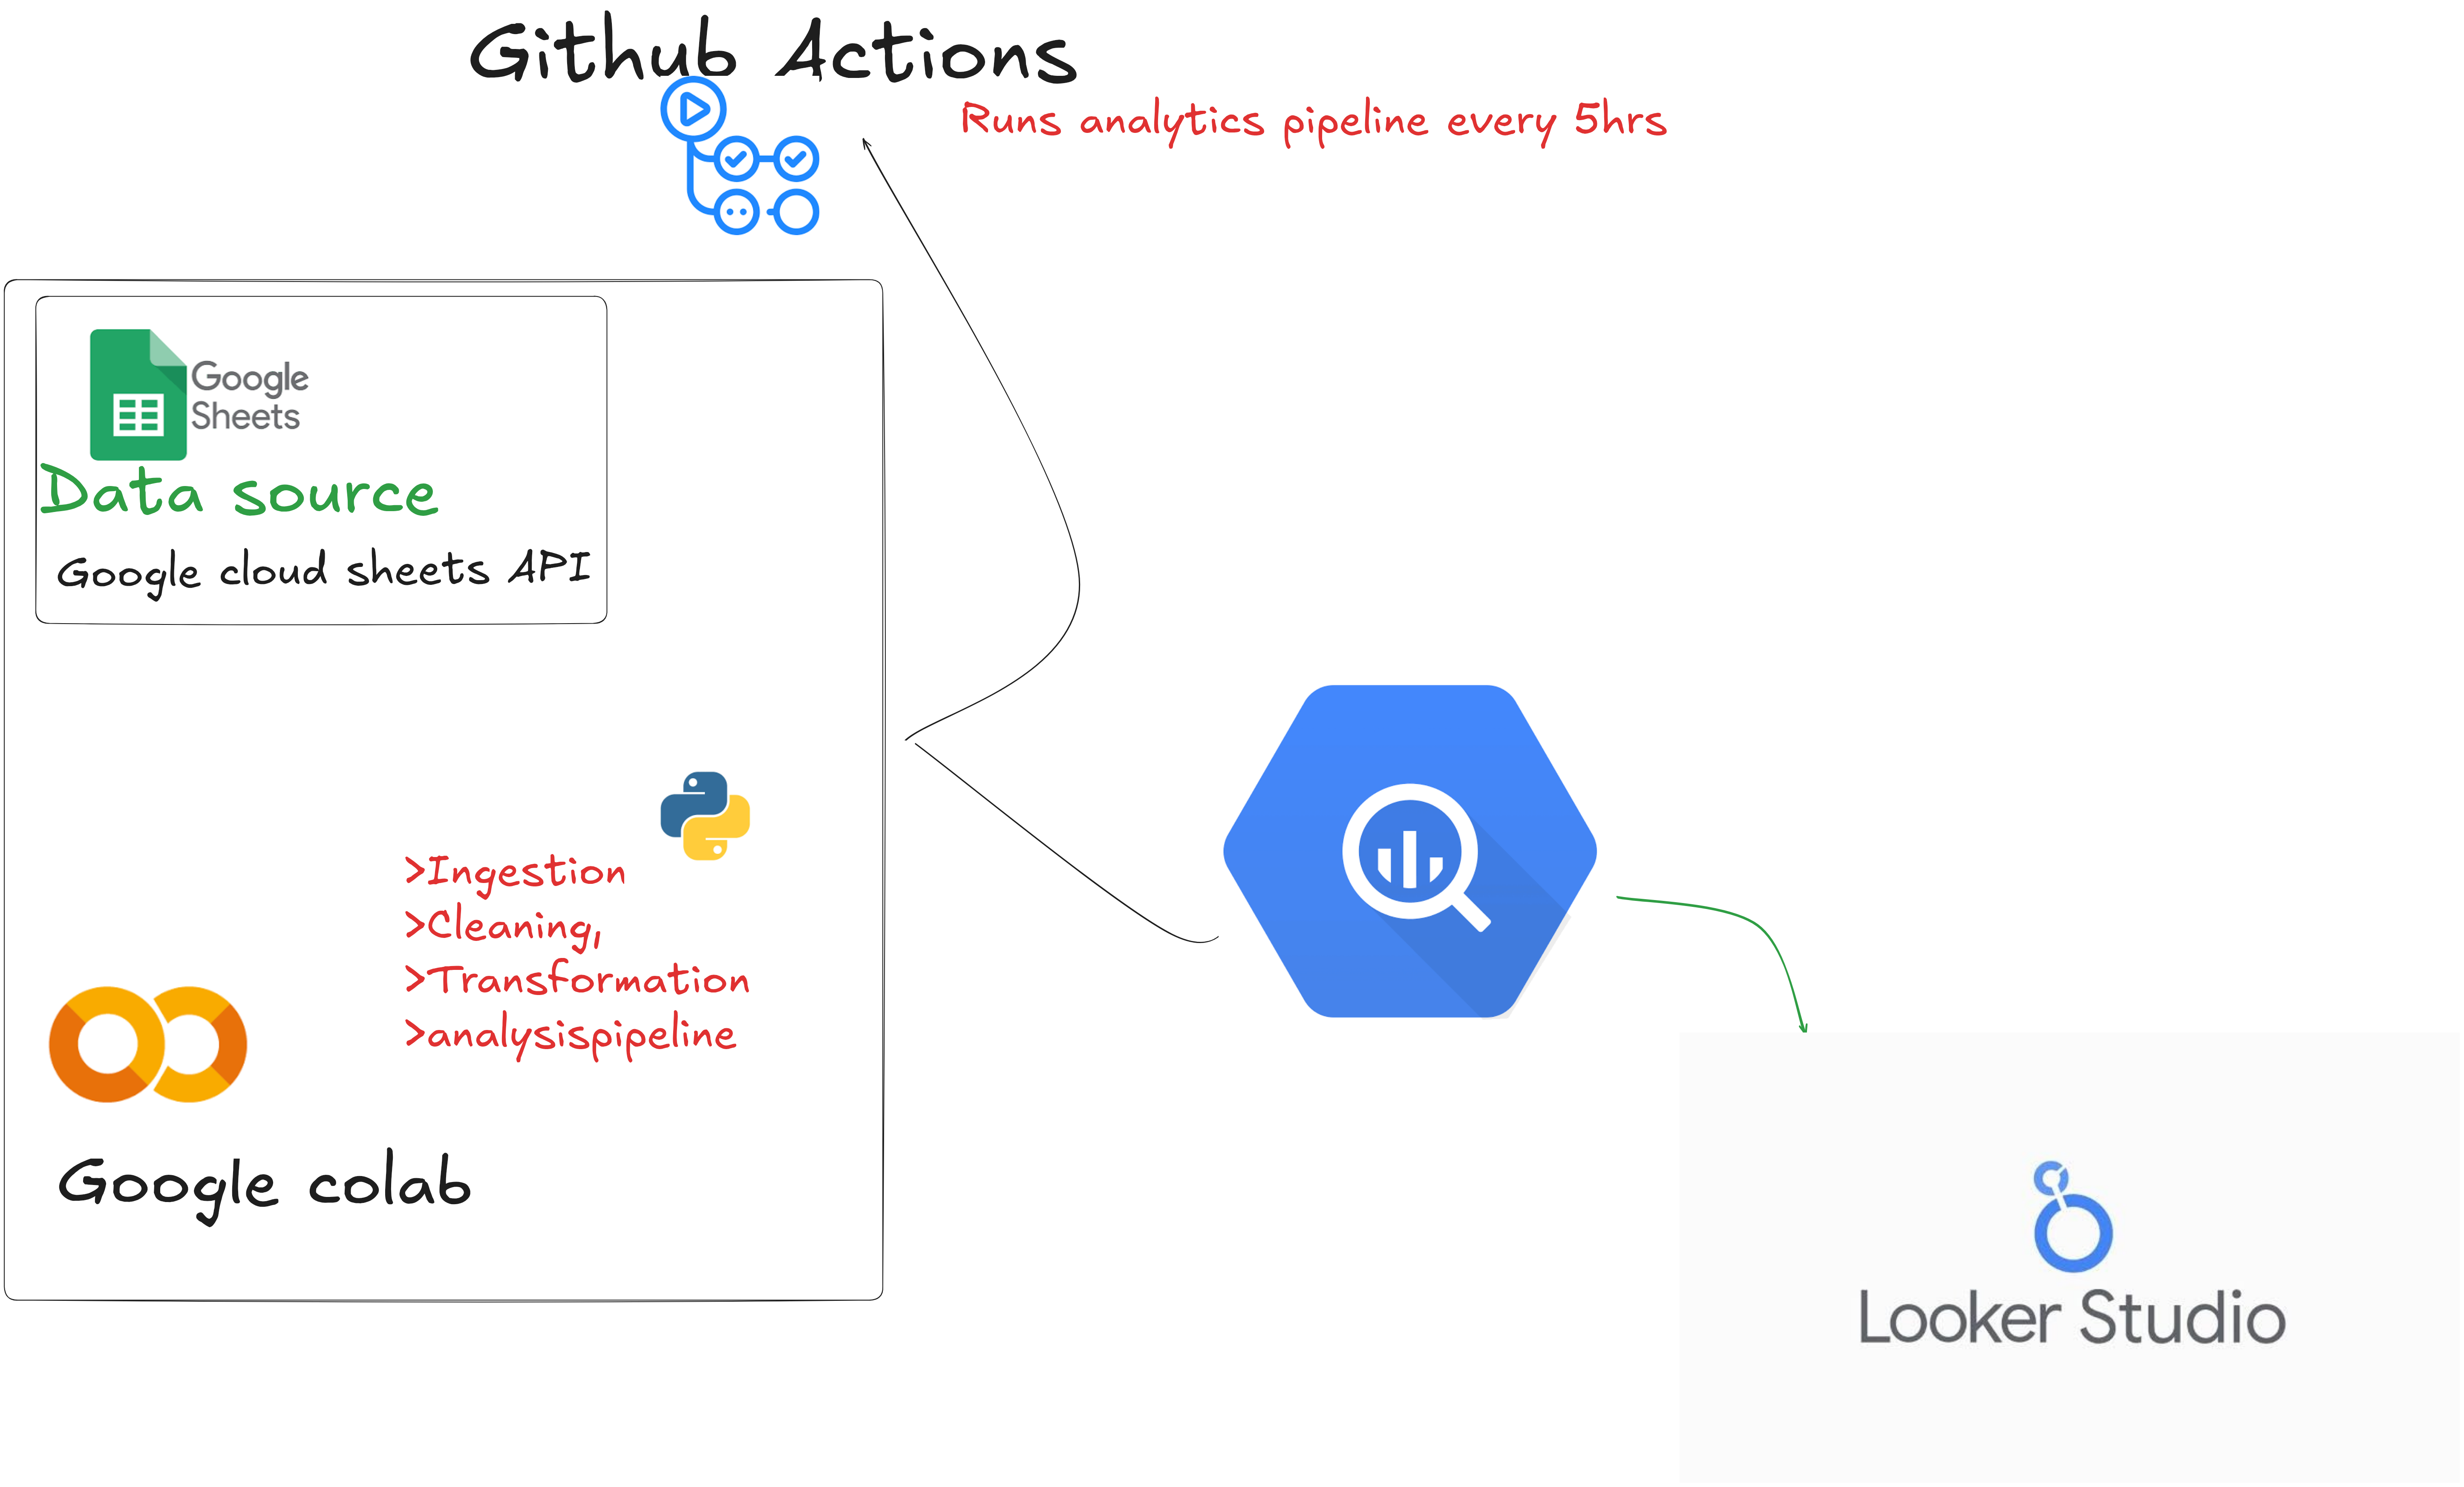 Github Actions
Runs analytics pipeline every 5hrs
Google
Sheets
Data source
Google cloud sheets API
>Ingestion
>Cleaning,
>Transformation
>analysispipeline
Google colab
Looker Studio